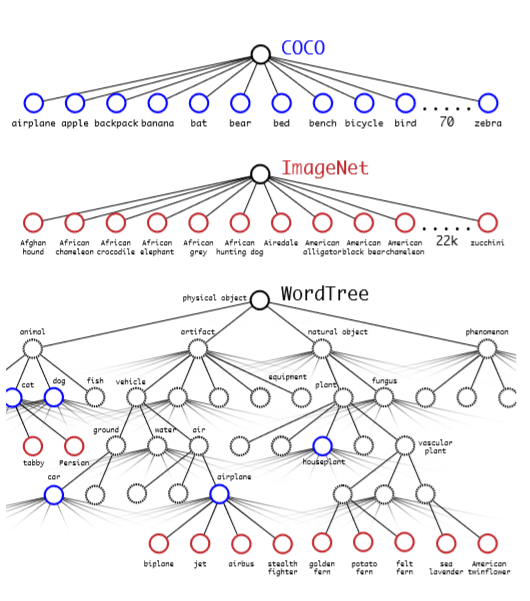 COCO
airplane apple backpack banana bat bear bed bench bicycle bird 70 zebra
ImageNet
Afghan hound
African chameleon
African crocodile
African elephant
African grey
African hunting dog
Airedale
American alligator
American black bear
American chameleon
22k
zucchini
physical object WordTree
animal artifact natural object phenomenon
cat dog fish vehicle equipment plant fungus
ground water air
tabby Persian houseplant
vascular plant
car airplane
biplane jet airbus
stealth fighter
golden fern
potato fern
felt fern
sea lavender
American twinflower